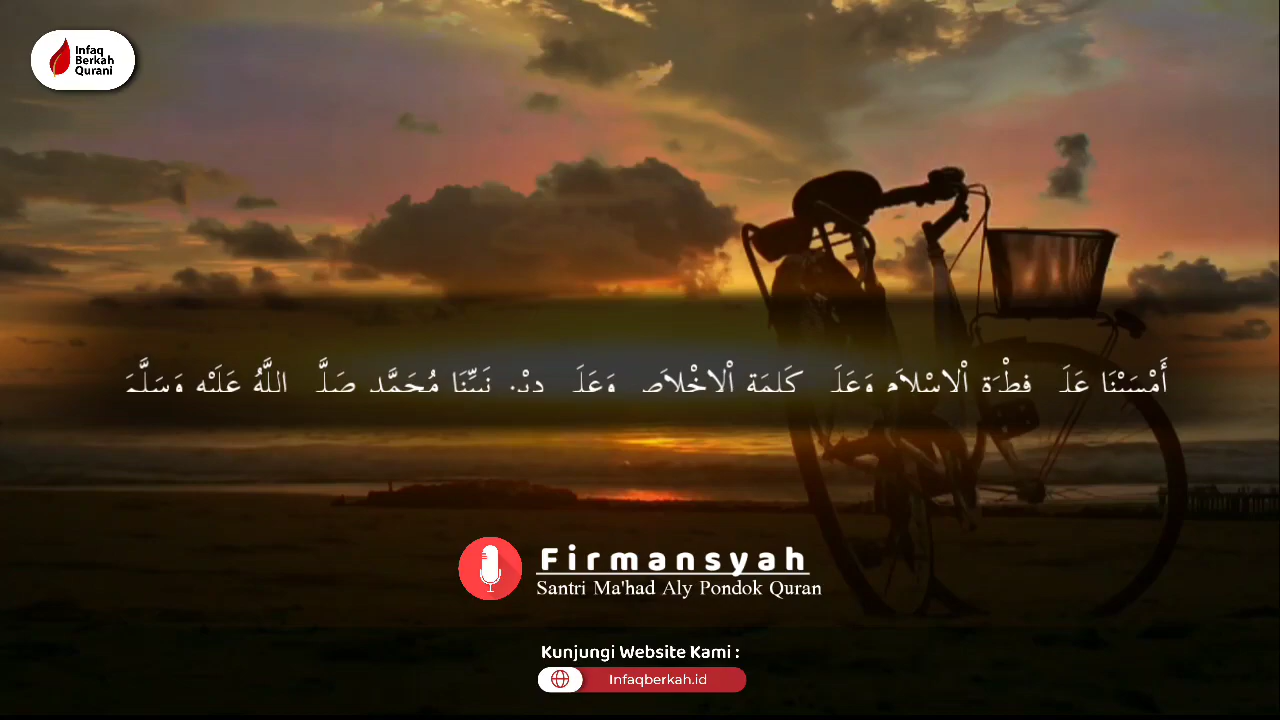 Infaq
Berkah
Qurani
أَمْسَيْنَا عَلَى فِطْرَةِ الْإِسْلَامِ وَعَلَى كَلِمَةِ الْإِخْلَاصِ وَعَلَى دِيْنِ نَبِيِّنَا مُحَمَّدٍ صَلَّى اللَّهُ عَلَيْهِ وَسَلَّمَ
Firmansyah
Santri Ma'had Aly Pondok Quran
Kunjungi Website Kami :
Infaqberkah.id